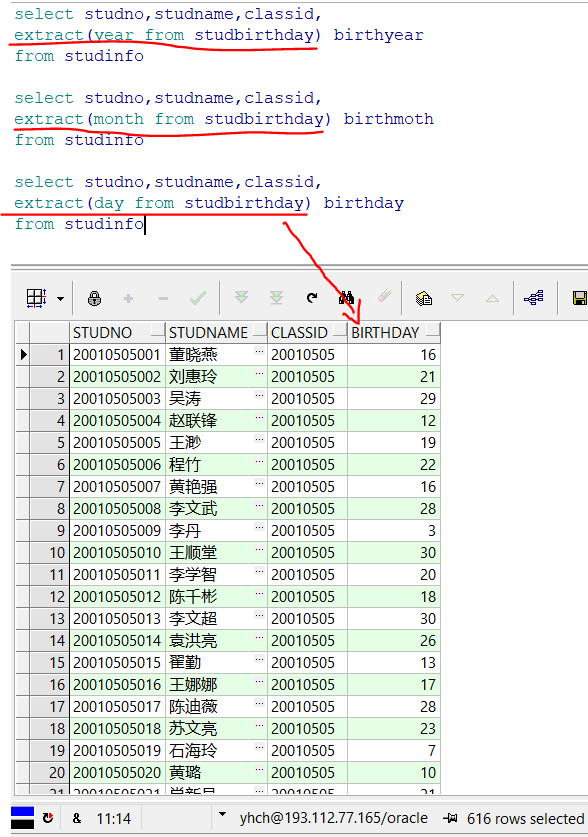 select studno,studname,classid,
extract(year from studbirthday) birthyear
from studinfo
select studno,studname,classid,
extract(month from studbirthday) birthmoth
from studinfo
select studno,studname,classid,
extract(day from studbirthday) birthday
from studinfo
STUDNO STUDNAME CLASSID BIRTHDAY
1 20010505001 董晓燕 ... 20010505 16
2 20010505002 刘惠玲 ... 20010505 21
3 20010505003 吴涛 ... 20010505 29
4 20010505004 赵联锋 ... 20010505 12
5 20010505005 王渺 ... 20010505 19
6 20010505006 程竹 ... 20010505 22
7 20010505007 黄艳强 ... 20010505 16
8 20010505008 李文武 ... 20010505 28
9 20010505009 李丹 ... 20010505 3
10 20010505010 王顺堂 ... 20010505 30
11 20010505011 李学智 ... 20010505 20
12 20010505012 陈千彬 ... 20010505 18
13 20010505013 李文超 ... 20010505 30
14 20010505014 袁洪亮 ... 20010505 26
15 20010505015 翟勤 ... 20010505 13
16 20010505016 王娜娜 ... 20010505 17
17 20010505017 陈迪薇 ... 20010505 28
18 20010505018 苏文亮 ... 20010505 23
19 20010505019 石海玲 ... 20010505 7
20 20010505020 黄璐 ... 20010505 10
& 11:14 yhch@193.112.77.165/oracle 616 rows selected